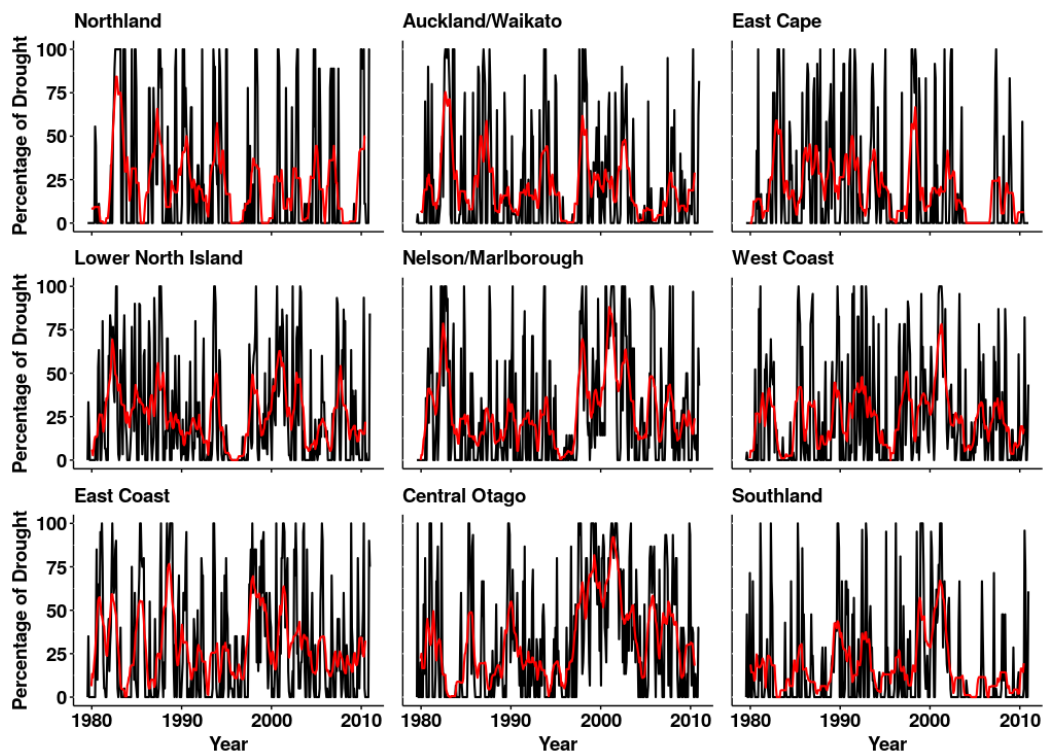 Northland Auckland/Waikato East Cape
Percentage of Drought
100
75
50
25
0
Lower North Island Nelson/Marlborough West Coast
Percentage of Drought
100
75
50
25
0
East Coast Central Otago Southland
Percentage of Drought
100
75
50
25
0
1980 1990 2000 2010 1980 1990 2000 2010 1980 1990 2000 2010
Year Year Year